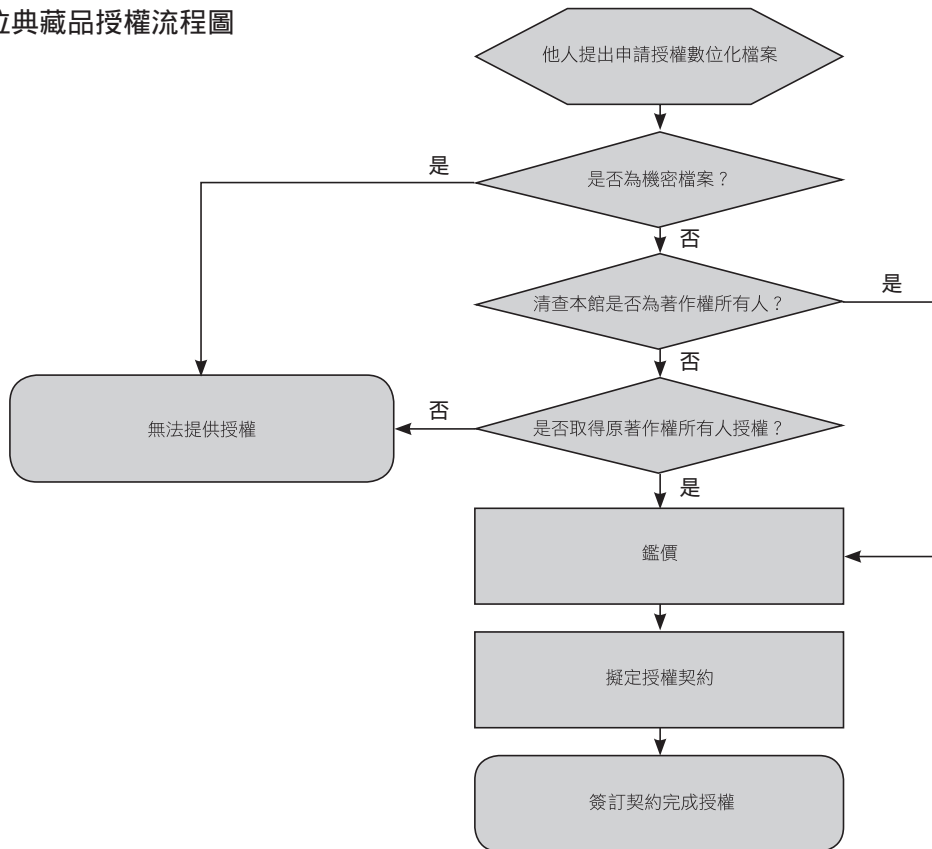 位典藏品授權流程圖
他人提出申請授權數位化檔案
是
是否為機密檔案？
否
清查本館是否為著作權所有人？
是
否
無法提供授權
否
是否取得原著作權所有人授權？
是
鑑價
擬定授權契約
簽訂契約完成授權